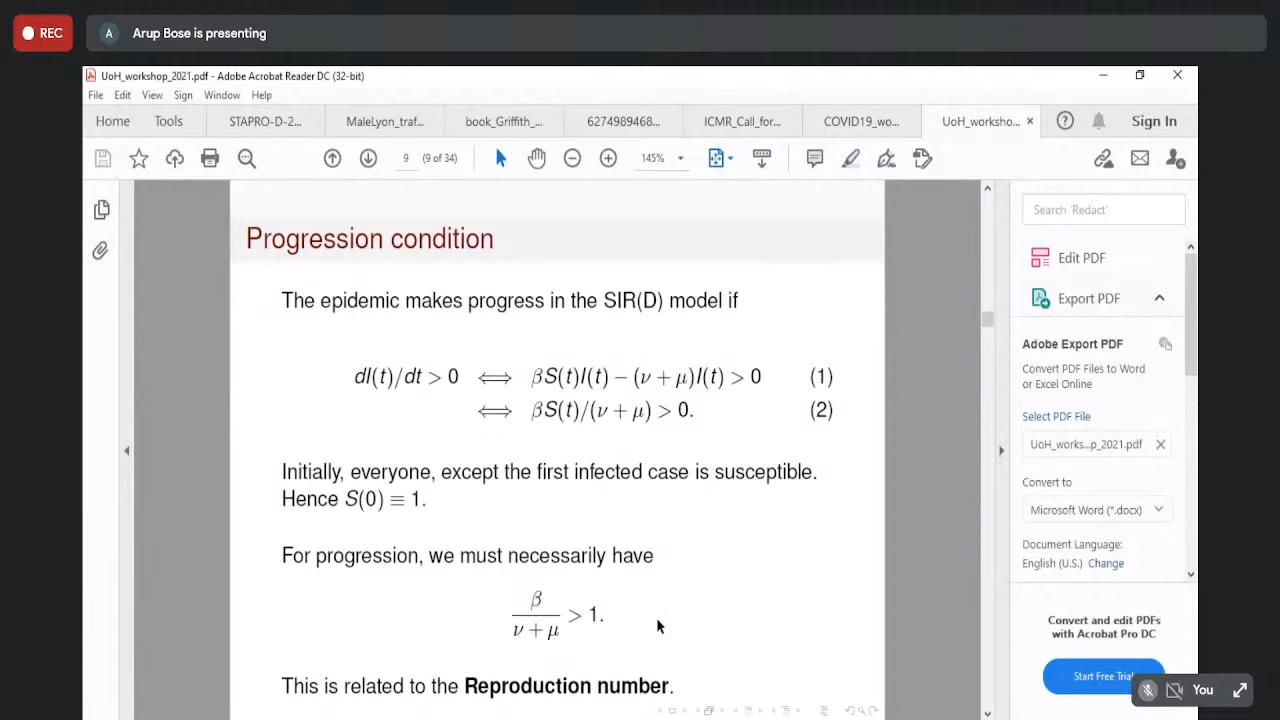 REC
A Arup Bose is presenting
UoH_workshop_2021.pdf - Adobe Acrobat Reader DC (32-bit)
File Edit View Sign Window Help
Home Tools STAPRO-D-2... MaleLyon_traf... book_Griffith_... 6274989468... ICMR_Call_for... COVID19_wo... UoH_worksho... × Sign In
9 (9 of 34) 145%
Search 'Redact'
Edit PDF
Export PDF
Adobe Export PDF
Convert PDF Files to Word
or Excel Online
Select PDF File
UoH_works...p_2021.pdf
Convert to
Microsoft Word (*.docx)
Document Language:
English (U.S.) Change
Convert and edit PDFs
with Acrobat Pro DC
Start Free Trial
You
Progression condition
The epidemic makes progress in the SIR(D) model if
dI(t)/dt > 0 ⟺ βS(t)I(t) − (ν + μ)I(t) > 0 (1)
⟺ βS(t)/(ν + μ) > 0. (2)
Initially, everyone, except the first infected case is susceptible.
Hence S(0) ≡ 1.
For progression, we must necessarily have
β
ν + μ > 1.
This is related to the Reproduction number.